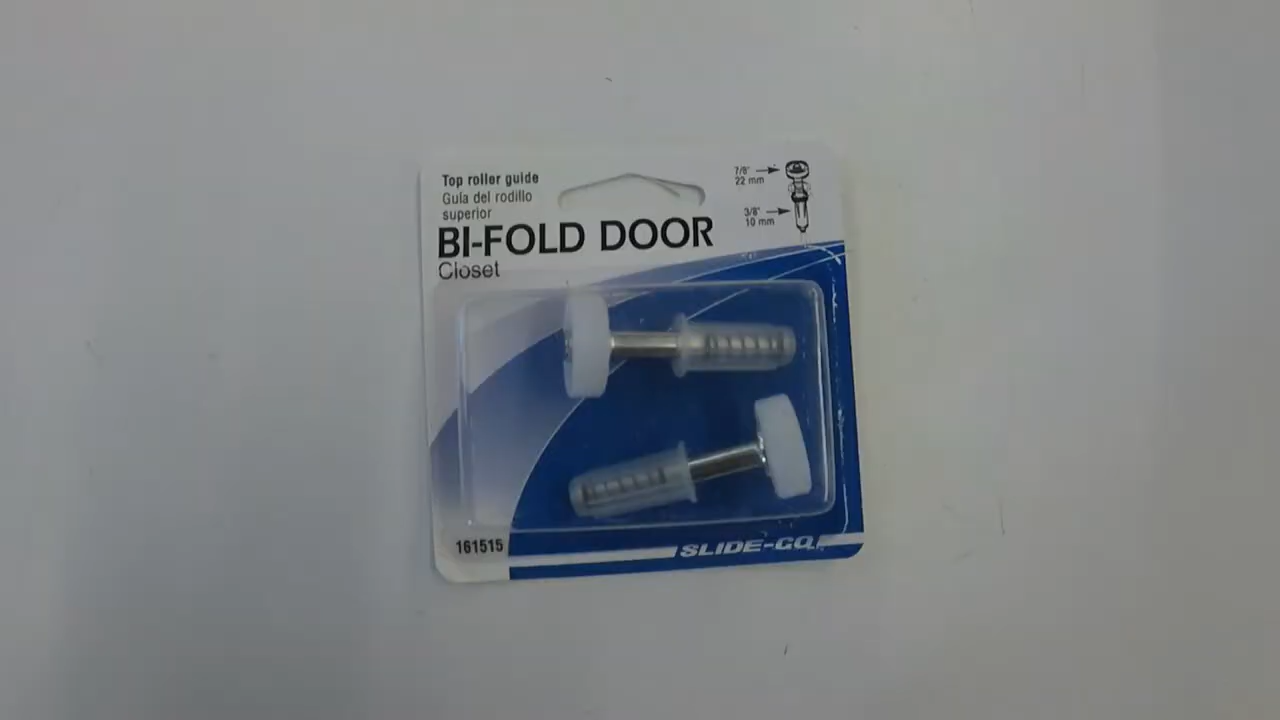 Top roller guide
Guía del rodillo
superior
BI-FOLD DOOR
Closet
7/8"
22 mm
3/8"
10 mm
161515
SLIDE-CO